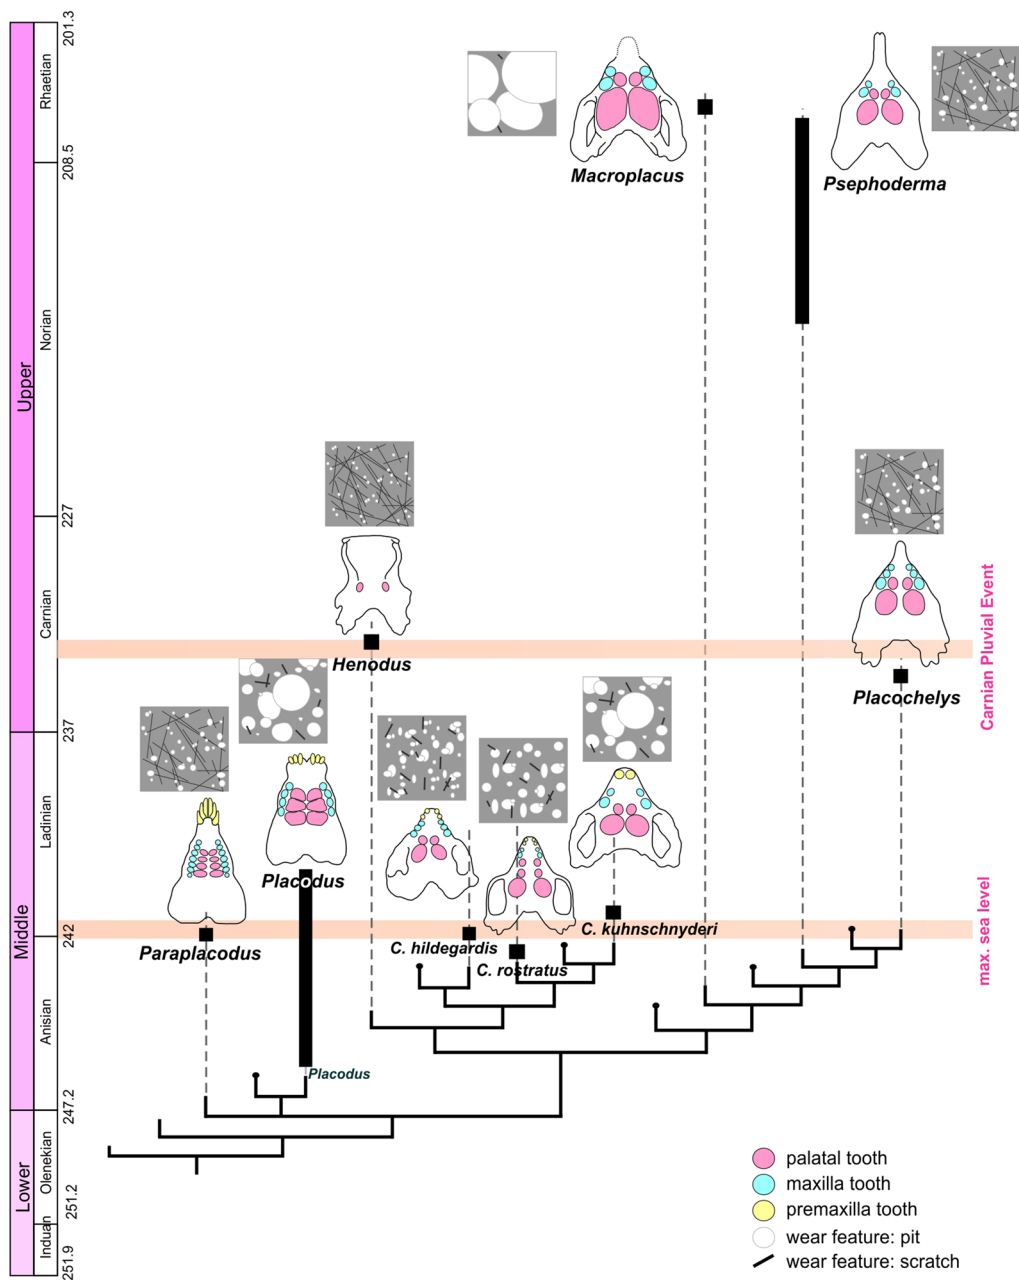 201.3
Rhaetian
208.5
Macroplacus
Psephoderma
Norian
Upper
227
Carnian
Carnian Pluvial Event
Henodus
Placochelys
237
Ladinian
Placodus
C. kuhnschnyderi
C. hildegardis
Paraplacodus
C. rostratus
max. sea level
242
Middle
Anisian
Placodus
247.2
Olenekian
Lower
251.2
Induan
251.9
palatal tooth
maxilla tooth
premaxilla tooth
wear feature: pit
wear feature: scratch